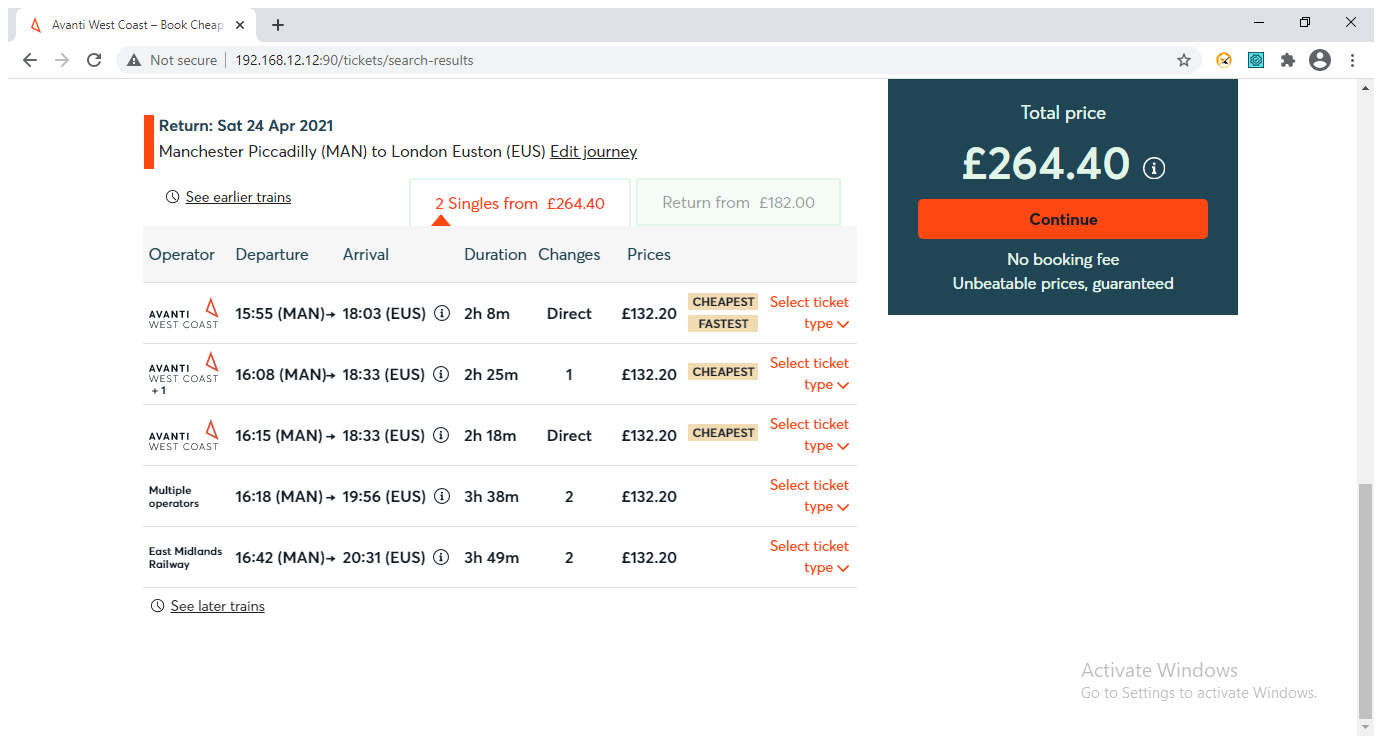 Avanti West Coast – Book Cheap
Not secure 192.168.12.12:90/tickets/search-results
Return: Sat 24 Apr 2021
Manchester Piccadilly (MAN) to London Euston (EUS) Edit journey
See earlier trains
2 Singles from £264.40
Return from £182.00
Operator Departure Arrival Duration Changes Prices
AVANTI
WEST COAST
15:55 (MAN)→ 18:03 (EUS) 2h 8m Direct £132.20
CHEAPEST
FASTEST
Select ticket
type
AVANTI
WEST COAST
+ 1
16:08 (MAN)→ 18:33 (EUS) 2h 25m 1 £132.20
CHEAPEST
Select ticket
type
AVANTI
WEST COAST
16:15 (MAN)→ 18:33 (EUS) 2h 18m Direct £132.20
CHEAPEST
Select ticket
type
Multiple
operators
16:18 (MAN)→ 19:56 (EUS) 3h 38m 2 £132.20
Select ticket
type
East Midlands
Railway
16:42 (MAN)→ 20:31 (EUS) 3h 49m 2 £132.20
Select ticket
type
See later trains
Total price
£264.40
Continue
No booking fee
Unbeatable prices, guaranteed
Activate Windows
Go to Settings to activate Windows.